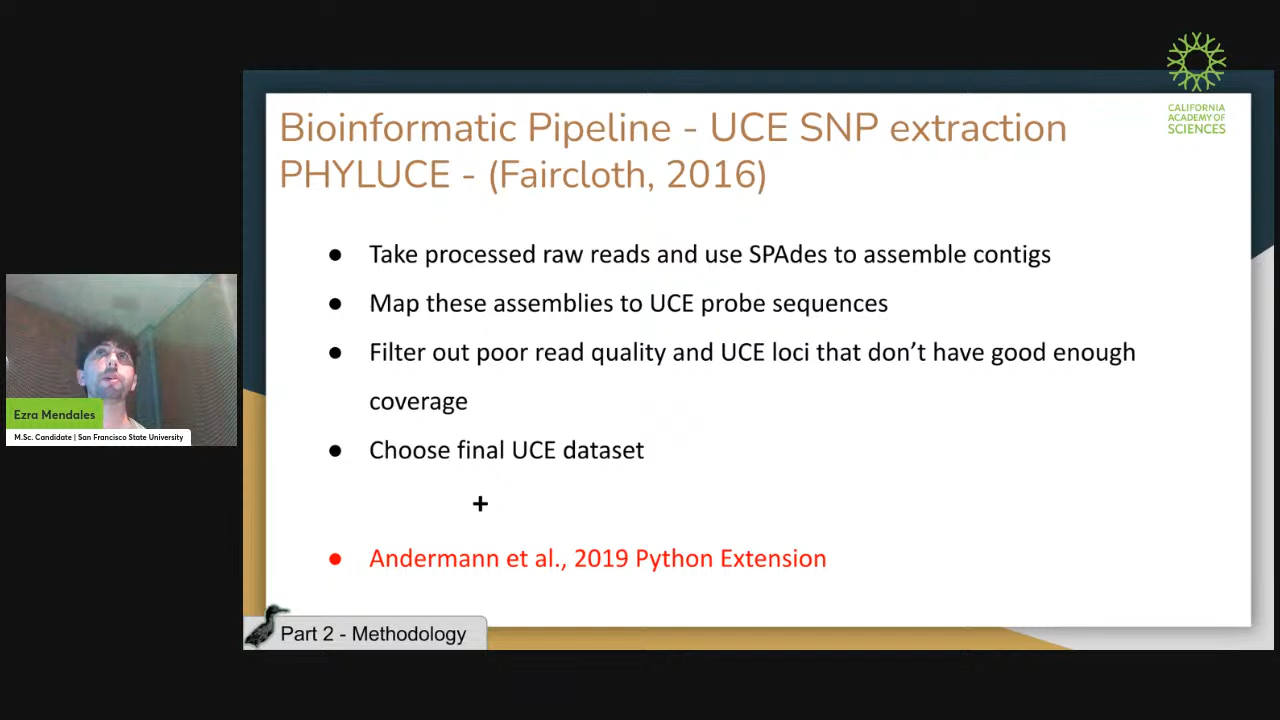 CALIFORNIA
ACADEMY OF
SCIENCES
Bioinformatic Pipeline - UCE SNP extraction
PHYLUCE - (Faircloth, 2016)
● Take processed raw reads and use SPAdes to assemble contigs
● Map these assemblies to UCE probe sequences
● Filter out poor read quality and UCE loci that don’t have good enough
coverage
● Choose final UCE dataset
+
● Andermann et al., 2019 Python Extension
Ezra Mendales
M.Sc. Candidate | San Francisco State University
Part 2 - Methodology